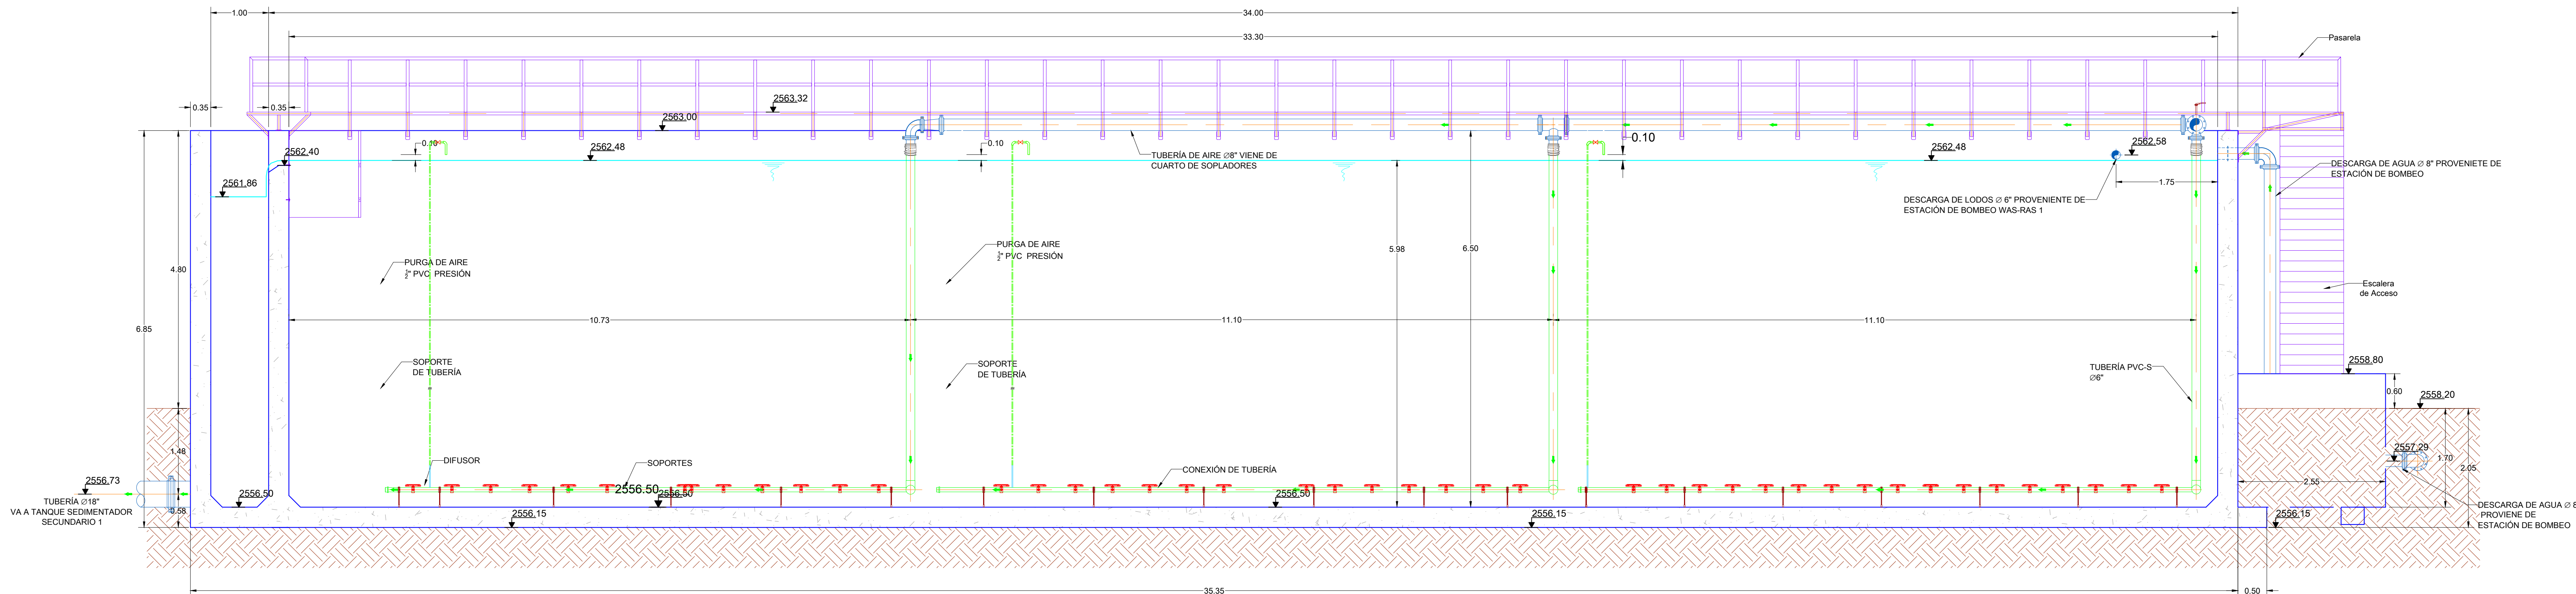 1.00
34.00
33.30
Pasarela
0.35
0.35
2563.32
2563.00
2562.40
2561.86
0.10
2562.48
0.10
TUBERÍA DE AIRE Ø8" VIENE DE
CUARTO DE SOPLADORES
0.10
2562.48
2562.58
1.75
DESCARGA DE LODOS Ø 6" PROVENIENTE DE
ESTACIÓN DE BOMBEO WAS-RAS 1
DESCARGA DE AGUA Ø 8" PROVENIETE DE
ESTACIÓN DE BOMBEO
4.80
6.85
PURGA DE AIRE
½" PVC PRESIÓN
PURGA DE AIRE
½" PVC PRESIÓN
5.98
6.50
Escalera
de Acceso
10.73
11.10
11.10
SOPORTE
DE TUBERÍA
SOPORTE
DE TUBERÍA
TUBERÍA PVC-S
Ø6"
2558.80
0.60
2558.20
1.48
2557.29
1.70
2.05
2.55
DIFUSOR
SOPORTES
CONEXIÓN DE TUBERÍA
2556.73
TUBERÍA Ø18"
VA A TANQUE SEDIMENTADOR
SECUNDARIO 1
0.58
2556.50
2556.50
2556.50
2556.50
2556.15
2556.15
2556.15
DESCARGA DE AGUA Ø 8
PROVIENE DE
ESTACIÓN DE BOMBEO
35.35
0.50